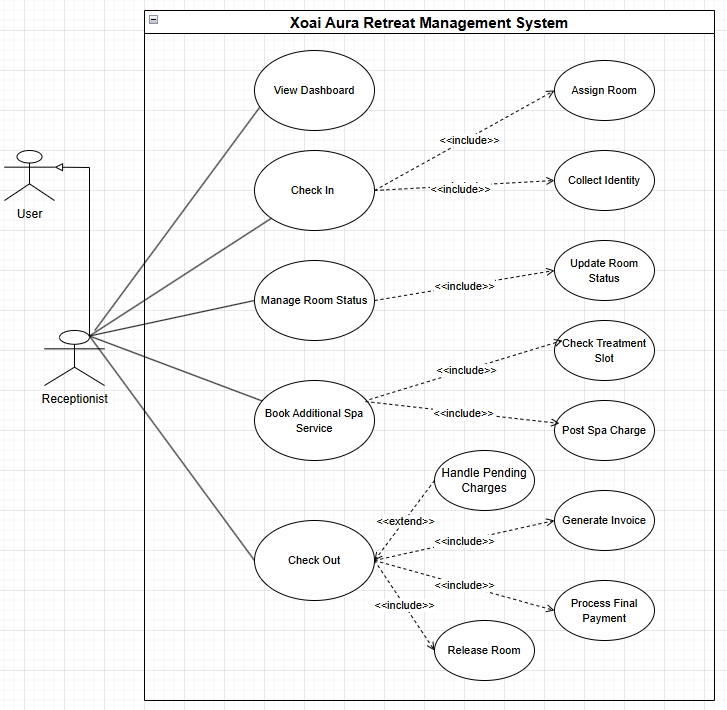 Xoai Aura Retreat Management System
View Dashboard
Assign Room
<<include>>
Check In
<<include>>
Collect Identity
User
Manage Room Status
<<include>>
Update Room
Status
Receptionist
Book Additional Spa
Service
<<include>>
Check Treatment
Slot
<<include>>
Post Spa Charge
Handle Pending
Charges
<<extend>>
Check Out
<<include>>
Generate Invoice
<<include>>
Process Final
Payment
<<include>>
Release Room